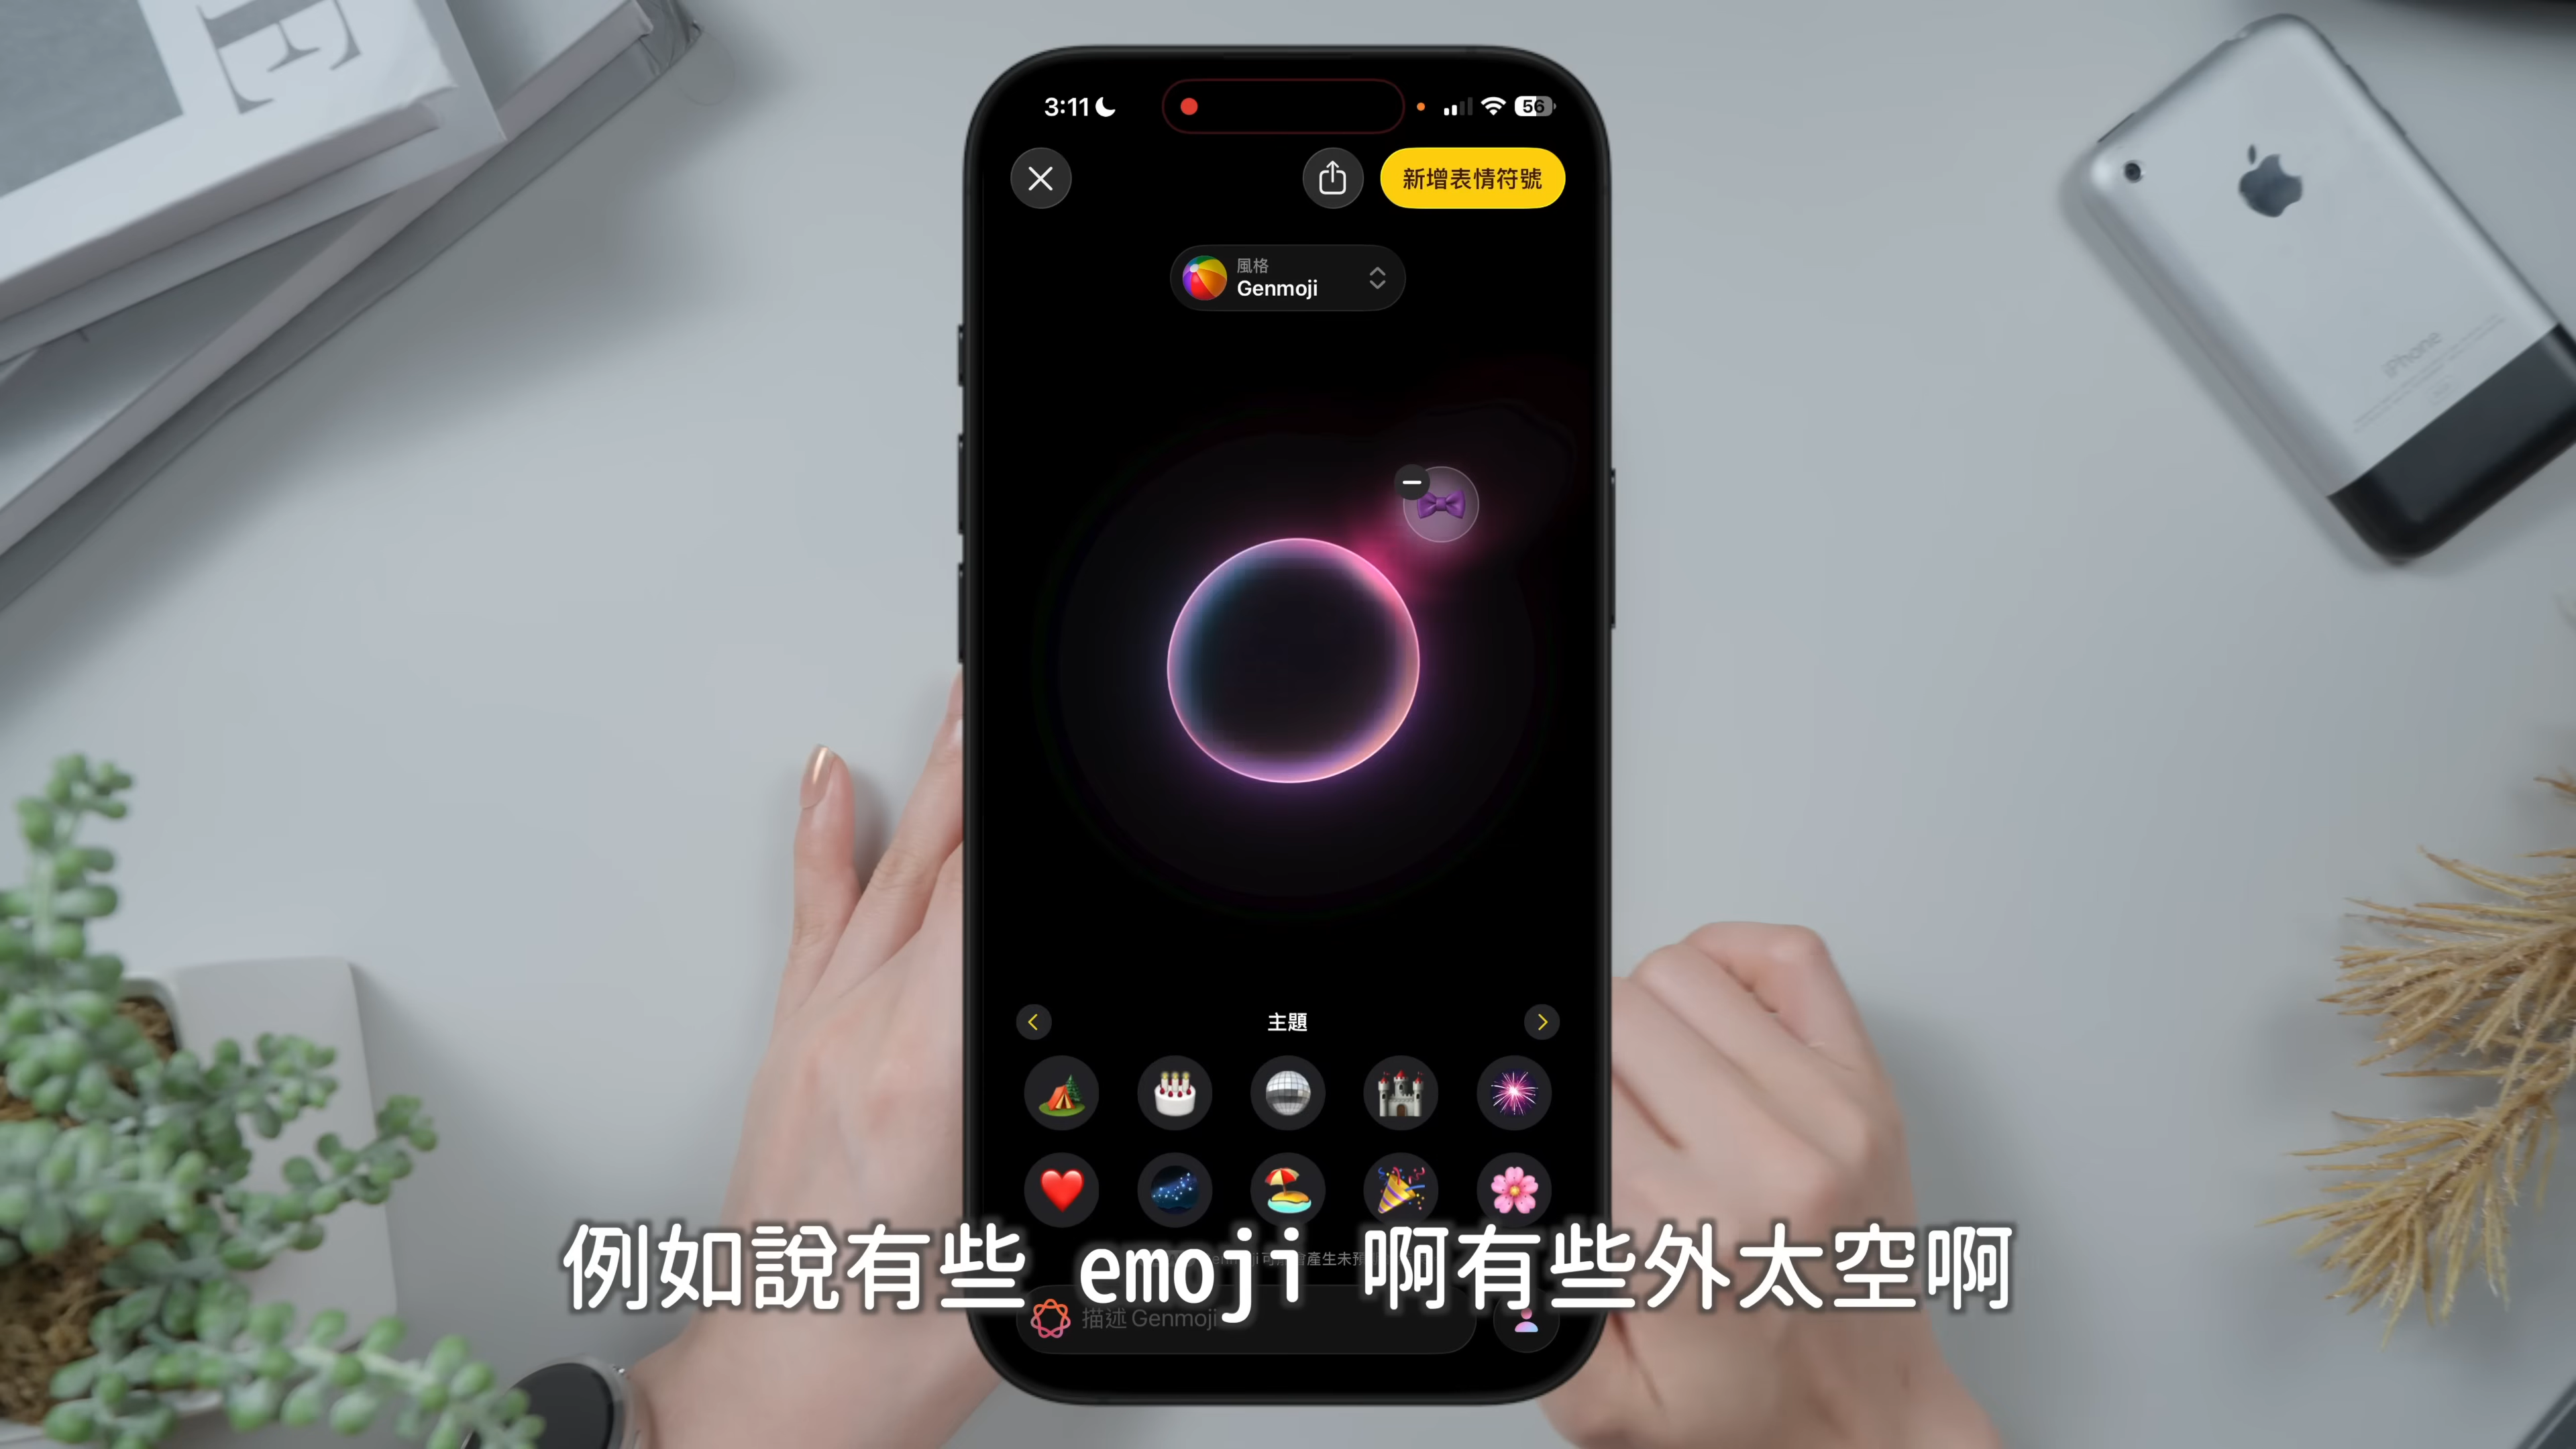 E
3:11
56
新增表情符號
風格
Genmoji
iPhone
主題
例如說有些 emoji 啊有些外太空啊
描述 Genmoji